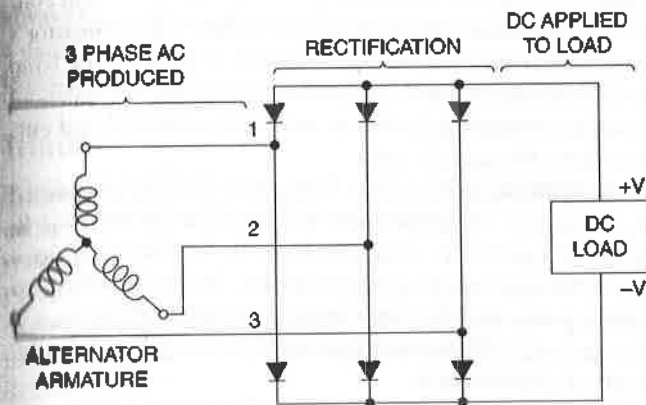 3 PHASE AC
PRODUCED
RECTIFICATION
DC APPLIED
TO LOAD
1
2
3
+V
DC
LOAD
–V
ALTERNATOR
ARMATURE